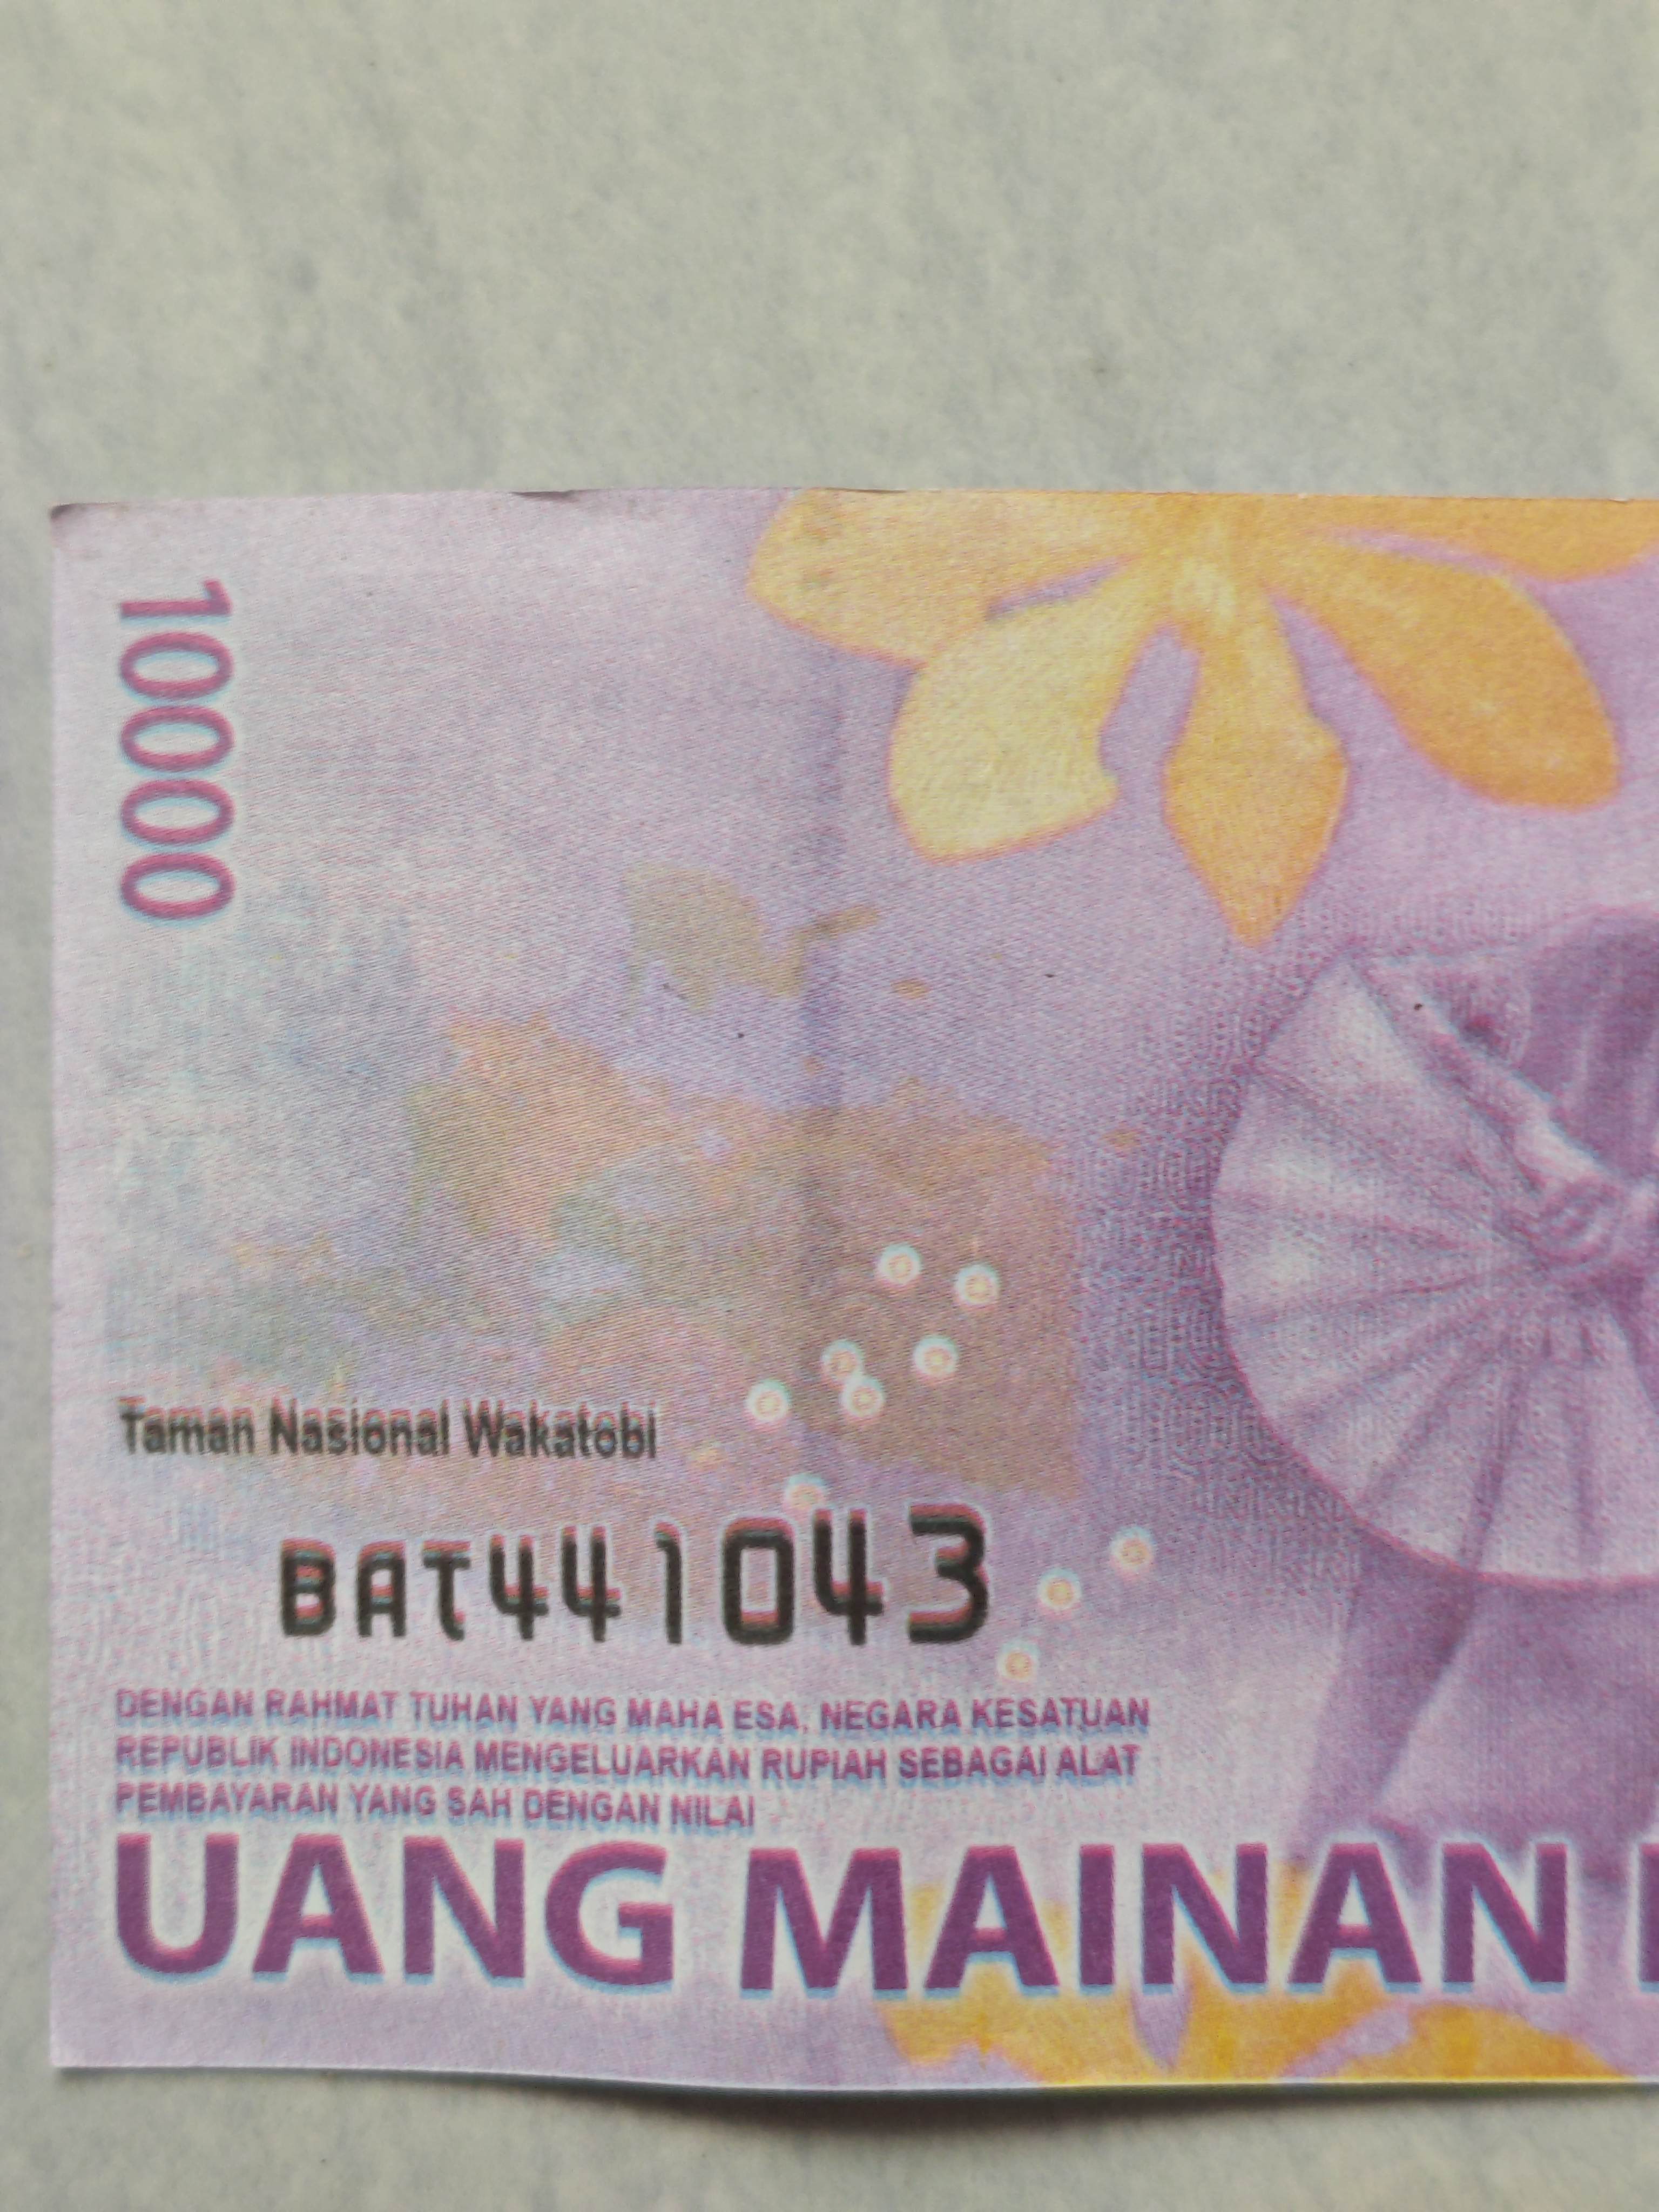 10000
Taman Nasional Wakatobi
BAT441043
DENGAN RAHMAT TUHAN YANG MAHA ESA, NEGARA KESATUAN
REPUBLIK INDONESIA MENGELUARKAN RUPIAH SEBAGAI ALAT
PEMBAYARAN YANG SAH DENGAN NILAI
UANG MAINAN